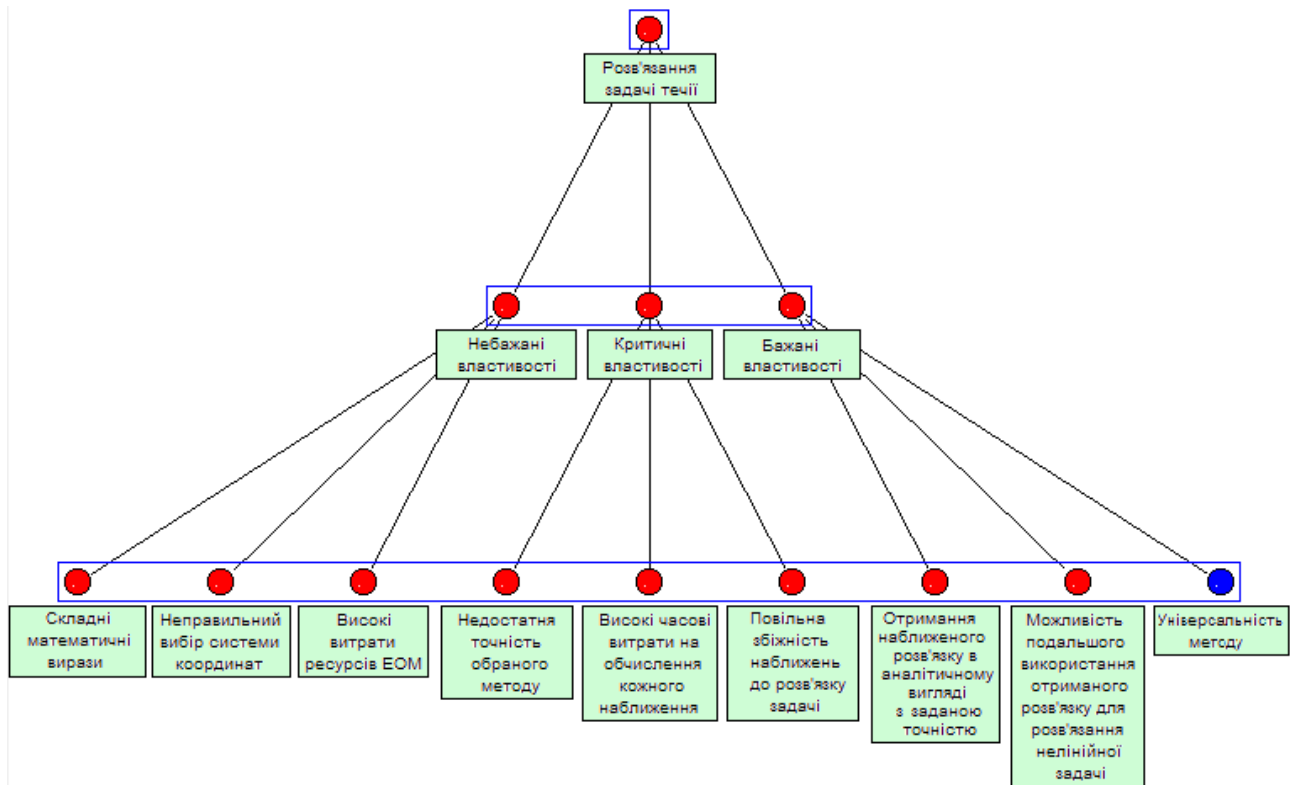 Розв'язання
задачі течії
Небажані
властивості
Критичні
властивості
Бажані
властивості
Складні
математичні
вирази
Неправильний
вибір системи
координат
Високі
витрати
ресурсів ЕОМ
Недостатня
точність
обраного
методу
Високі часові
витрати на
обчислення
кожного
наближення
Повільна
збіжність
наближень
до розв'язку
задачі
Отримання
наближеного
розв'язку в
аналітичному
вигляді
з заданою
точністю
Можливість
подальшого
використання
отриманого
розв'язку для
розв'язання
нелінійної
задачі
Універсальність
методу